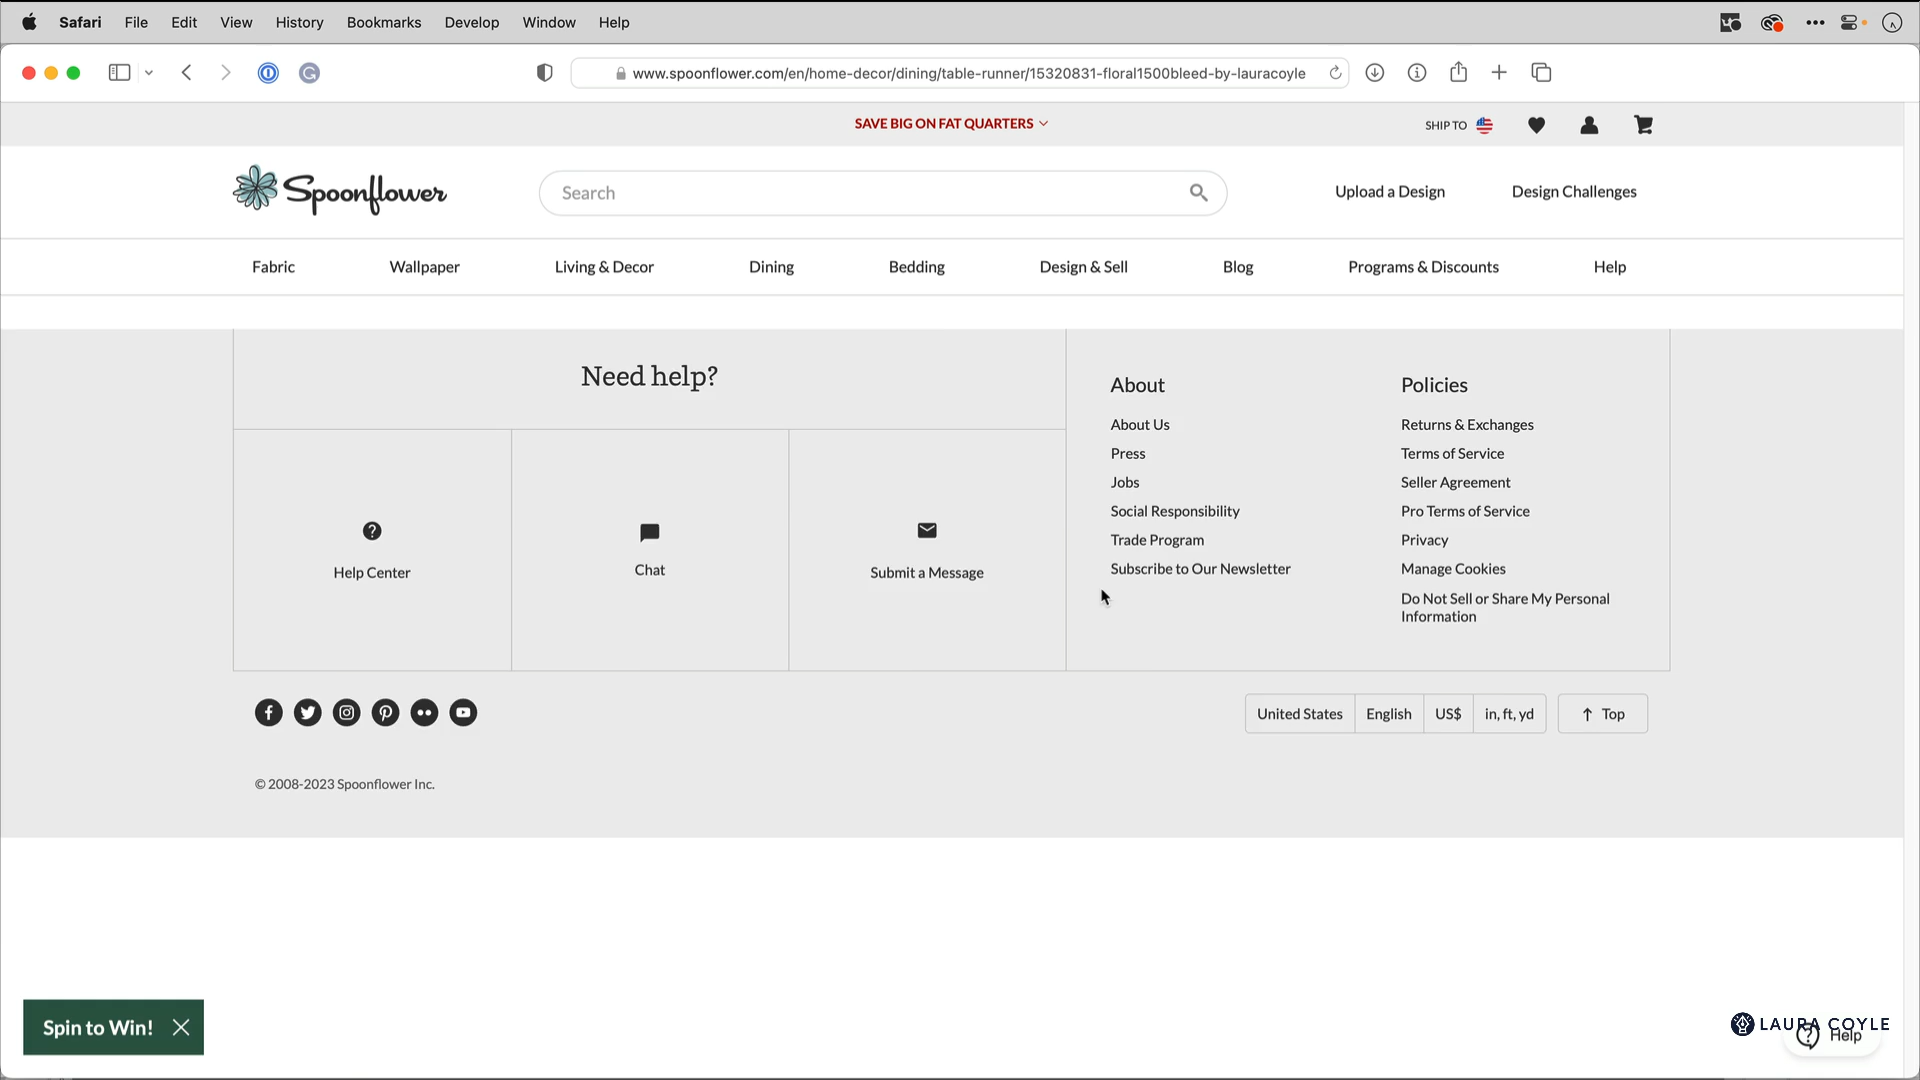 Safari File Edit View History Bookmarks Develop Window Help
www.spoonflower.com/en/home-decor/dining/table-runner/15320831-floral1500bleed-by-lauracoyle
SAVE BIG ON FAT QUARTERS
SHIP TO
Spoonflower
Search
Upload a Design
Design Challenges
Fabric Wallpaper Living & Decor Dining Bedding Design & Sell Blog Programs & Discounts Help
Need help?
Help Center
Chat
Submit a Message
About
About Us
Press
Jobs
Social Responsibility
Trade Program
Subscribe to Our Newsletter
Policies
Returns & Exchanges
Terms of Service
Seller Agreement
Pro Terms of Service
Privacy
Manage Cookies
Do Not Sell or Share My Personal
Information
United States English US$ in, ft, yd Top
© 2008-2023 Spoonflower Inc.
Spin to Win!
LAURA COYLE
Help